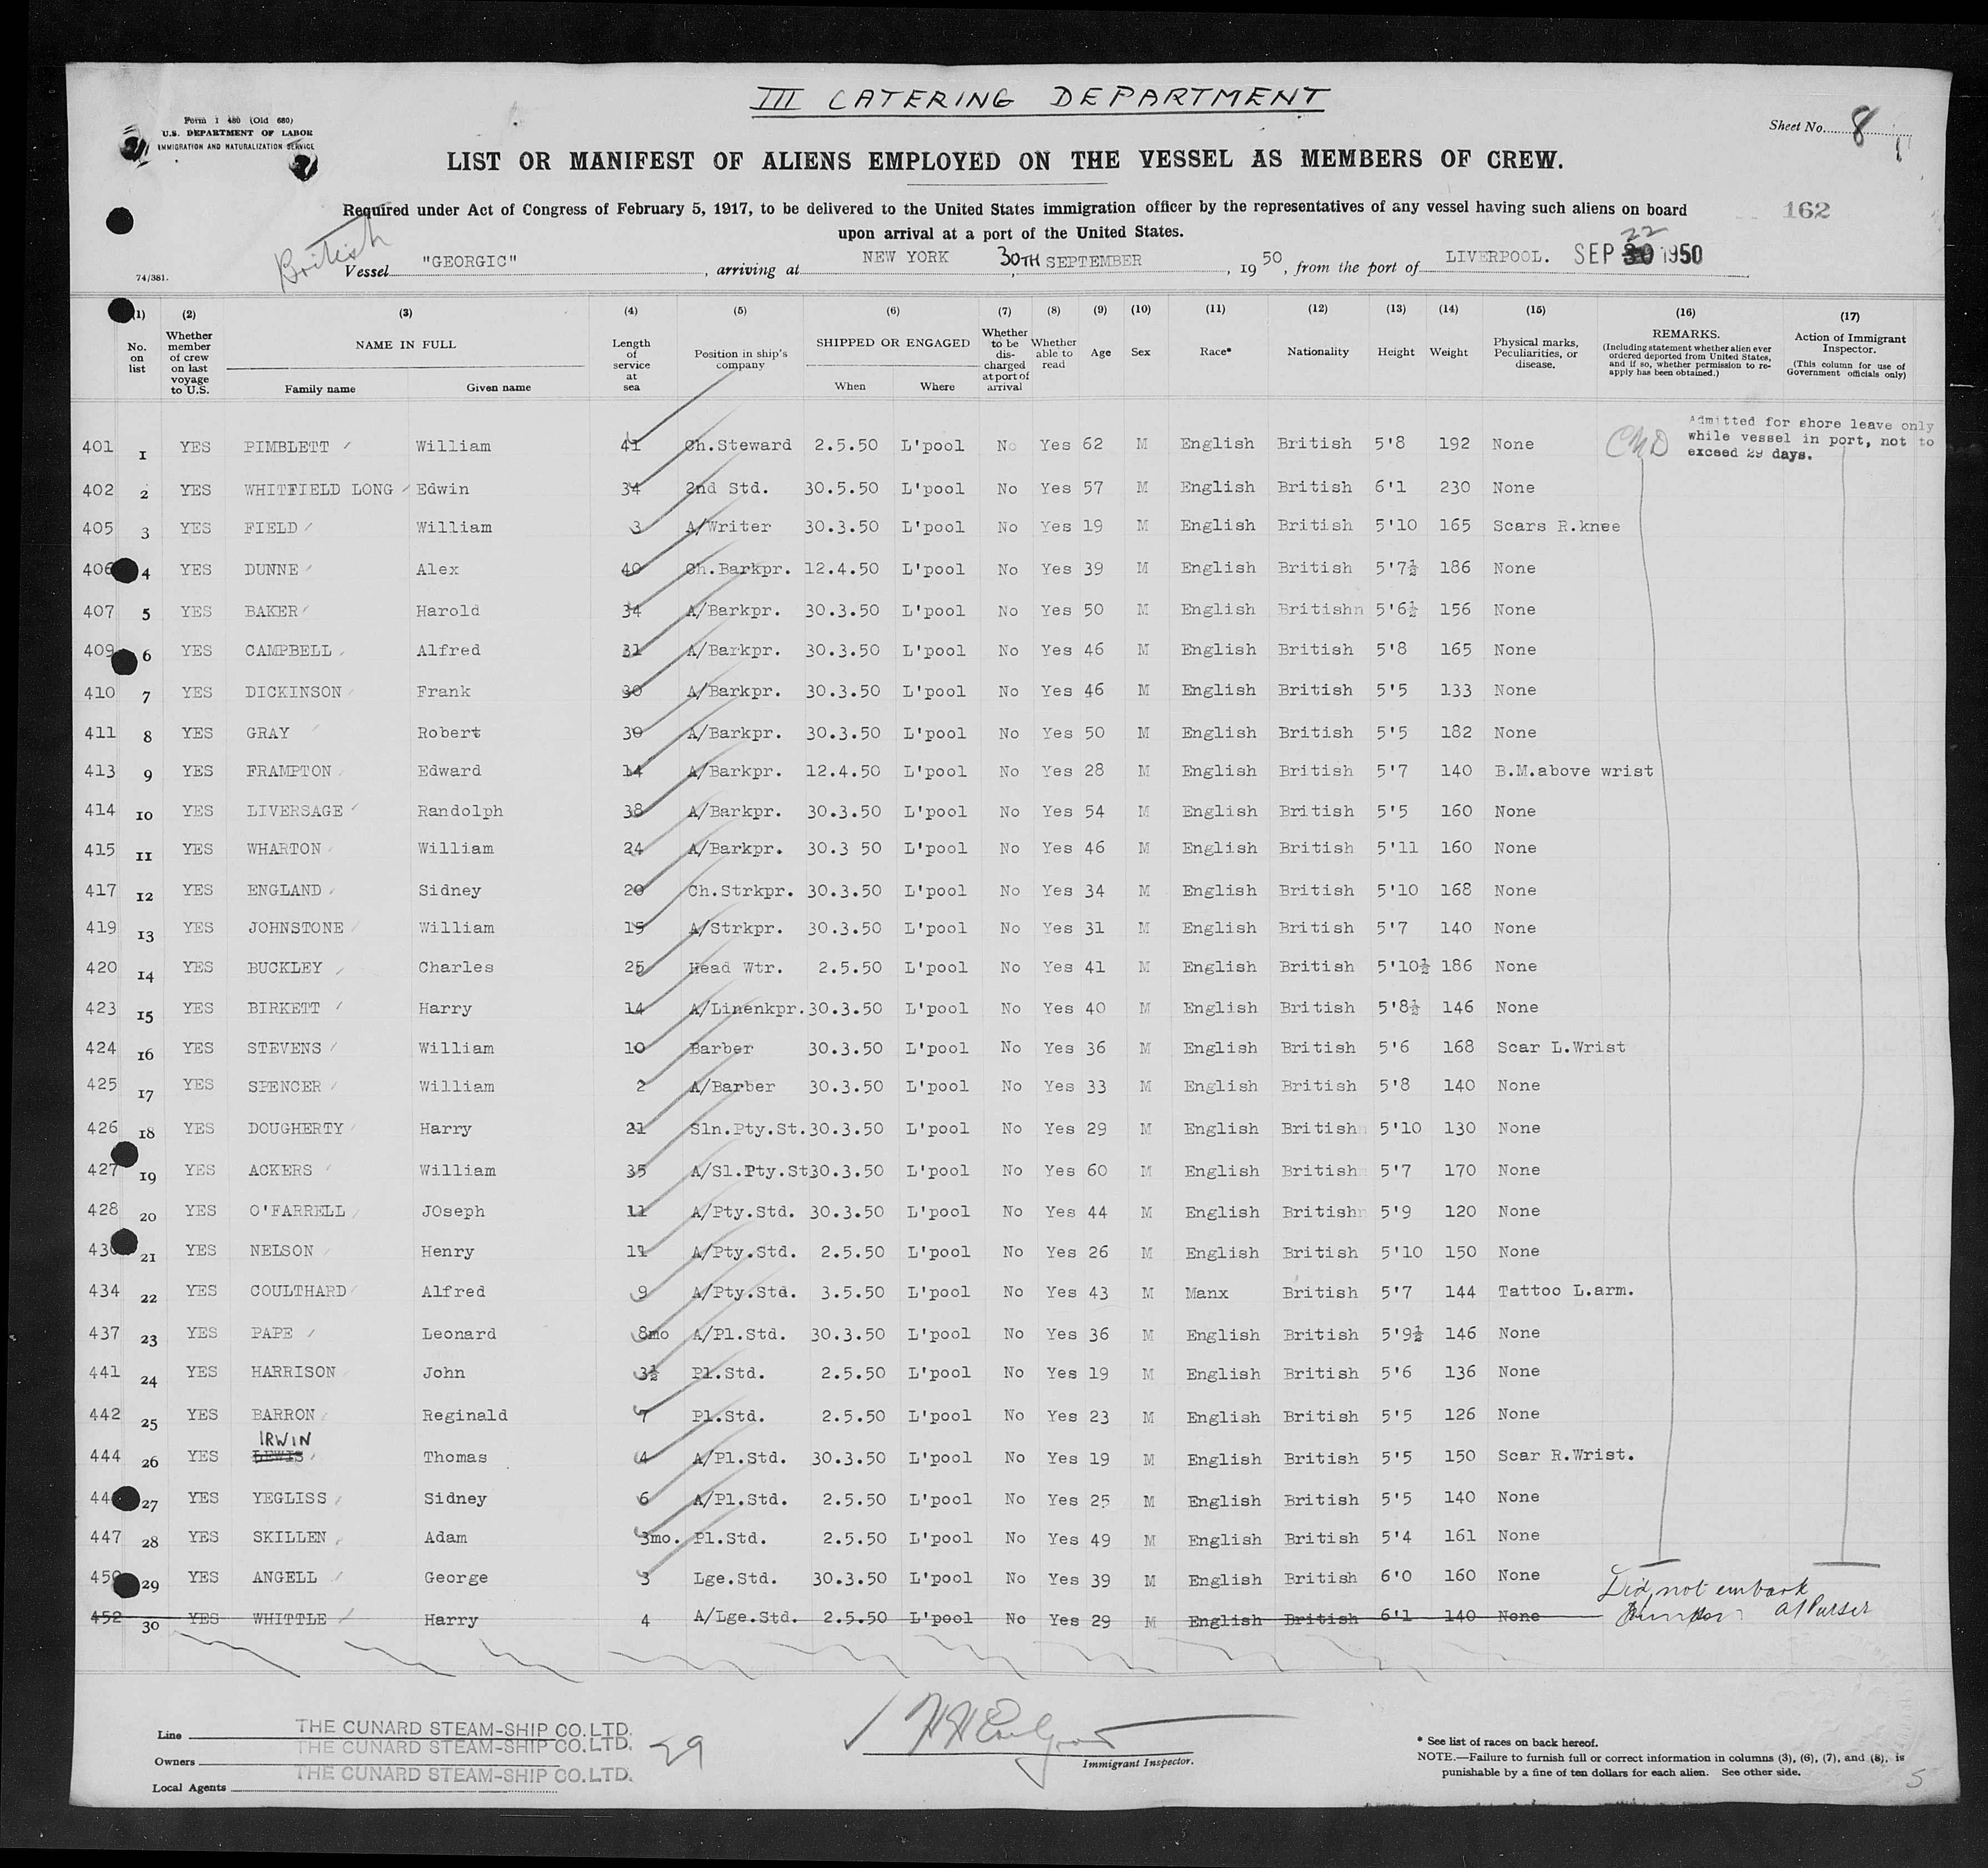 III CATERING DEPARTMENT
Form I 480 (Old 680)
U.S. DEPARTMENT OF LABOR
IMMIGRATION AND NATURALIZATION SERVICE
Sheet No. 8
LIST OR MANIFEST OF ALIENS EMPLOYED ON THE VESSEL AS MEMBERS OF CREW.
Required under Act of Congress of February 5, 1917, to be delivered to the United States immigration officer by the representatives of any vessel having such aliens on board
upon arrival at a port of the United States.
162
British
74/381.
Vessel "GEORGIC", arriving at NEW YORK 30TH SEPTEMBER, 1950, from the port of LIVERPOOL. SEP 30 22 1950
(1) (2) (3) (4) (5) (6) (7) (8) (9) (10) (11) (12) (13) (14) (15) (16) (17)
No. on list
Whether member of crew on last voyage to U.S.
NAME IN FULL
Family name Given name
Length of service at sea
Position in ship's company
SHIPPED OR ENGAGED
When Where
Whether to be discharged at port of arrival
Whether able to read
Age
Sex
Race*
Nationality
Height
Weight
Physical marks, Peculiarities, or disease.
REMARKS.
(Including statement whether alien ever ordered deported from United States, and if so, whether permission to re-apply has been obtained.)
Action of Immigrant Inspector.
(This column for use of Government officials only)
Admitted for shore leave only
while vessel in port, not to
exceed 29 days.
401 1 YES PIMBLETT William 41 Ch.Steward 2.5.50 L'pool No Yes 62 M English British 5'8 192 None
402 2 YES WHITFIELD LONG Edwin 34 2nd Std. 30.5.50 L'pool No Yes 57 M English British 6'1 230 None
405 3 YES FIELD William 3 A/Writer 30.3.50 L'pool No Yes 19 M English British 5'10 165 Scars R.knee
406 4 YES DUNNE Alex 40 Ch.Barkpr. 12.4.50 L'pool No Yes 39 M English British 5'7½ 186 None
407 5 YES BAKER Harold 34 A/Barkpr. 30.3.50 L'pool No Yes 50 M English Britishn 5'6½ 156 None
409 6 YES CAMPBELL Alfred 31 A/Barkpr. 30.3.50 L'pool No Yes 46 M English British 5'8 165 None
410 7 YES DICKINSON Frank 30 A/Barkpr. 30.3.50 L'pool No Yes 46 M English British 5'5 133 None
411 8 YES GRAY Robert 30 A/Barkpr. 30.3.50 L'pool No Yes 50 M English British 5'5 182 None
413 9 YES FRAMPTON Edward 14 A/Barkpr. 12.4.50 L'pool No Yes 28 M English British 5'7 140 B.M.above wrist
414 10 YES LIVERSAGE Randolph 38 A/Barkpr. 30.3.50 L'pool No Yes 54 M English British 5'5 160 None
415 11 YES WHARTON William 24 A/Barkpr. 30.3 50 L'pool No Yes 46 M English British 5'11 160 None
417 12 YES ENGLAND Sidney 20 Ch.Strkpr. 30.3.50 L'pool No Yes 34 M English British 5'10 168 None
419 13 YES JOHNSTONE William 15 A/Strkpr. 30.3.50 L'pool No Yes 31 M English British 5'7 140 None
420 14 YES BUCKLEY Charles 25 Head Wtr. 2.5.50 L'pool No Yes 41 M English British 5'10½ 186 None
423 15 YES BIRKETT Harry 14 A/Linenkpr. 30.3.50 L'pool No Yes 40 M English British 5'8½ 146 None
424 16 YES STEVENS William 10 Barber 30.3.50 L'pool No Yes 36 M English British 5'6 168 Scar L.Wrist
425 17 YES SPENCER William 2 A/Barber 30.3.50 L'pool No Yes 33 M English British 5'8 140 None
426 18 YES DOUGHERTY Harry 21 Sln.Pty.St. 30.3.50 L'pool No Yes 29 M English Britishn 5'10 130 None
427 19 YES ACKERS William 35 A/Sl.Pty.St 30.3.50 L'pool No Yes 60 M English British 5'7 170 None
428 20 YES O'FARRELL JOseph 11 A/Pty.Std. 30.3.50 L'pool No Yes 44 M English Britishn 5'9 120 None
430 21 YES NELSON Henry 11 A/Pty.Std. 2.5.50 L'pool No Yes 26 M English British 5'10 150 None
434 22 YES COULTHARD Alfred 9 A/Pty.Std. 3.5.50 L'pool No Yes 43 M Manx British 5'7 144 Tattoo L.arm.
437 23 YES PAPE Leonard 8mo A/Pl.Std. 30.3.50 L'pool No Yes 36 M English British 5'9½ 146 None
441 24 YES HARRISON John 3½ Pl.Std. 2.5.50 L'pool No Yes 19 M English British 5'6 136 None
442 25 YES BARRON Reginald 7 Pl.Std. 2.5.50 L'pool No Yes 23 M English British 5'5 126 None
444 26 YES LEWIS IRWIN Thomas 4 A/Pl.Std. 30.3.50 L'pool No Yes 19 M English British 5'5 150 Scar R.Wrist.
27 YES YEGLISS Sidney 6 A/Pl.Std. 2.5.50 L'pool No Yes 25 M English British 5'5 140 None
447 28 YES SKILLEN Adam 3mo. Pl.Std. 2.5.50 L'pool No Yes 49 M English British 5'4 161 None
450 29 YES ANGELL George 3 Lge.Std. 30.3.50 L'pool No Yes 39 M English British 6'0 160 None
452 30 YES WHITTLE Harry 4 A/Lge.Std. 2.5.50 L'pool No Yes 29 M English British 6'1 140 None
Did not embark
A/Purser
Line THE CUNARD STEAM-SHIP CO.LTD.
Owners THE CUNARD STEAM-SHIP CO.LTD.
Local Agents THE CUNARD STEAM-SHIP CO.LTD.
29
Immigrant Inspector.
* See list of races on back hereof.
NOTE.—Failure to furnish full or correct information in columns (3), (6), (7), and (8), is
punishable by a fine of ten dollars for each alien. See other side.
5